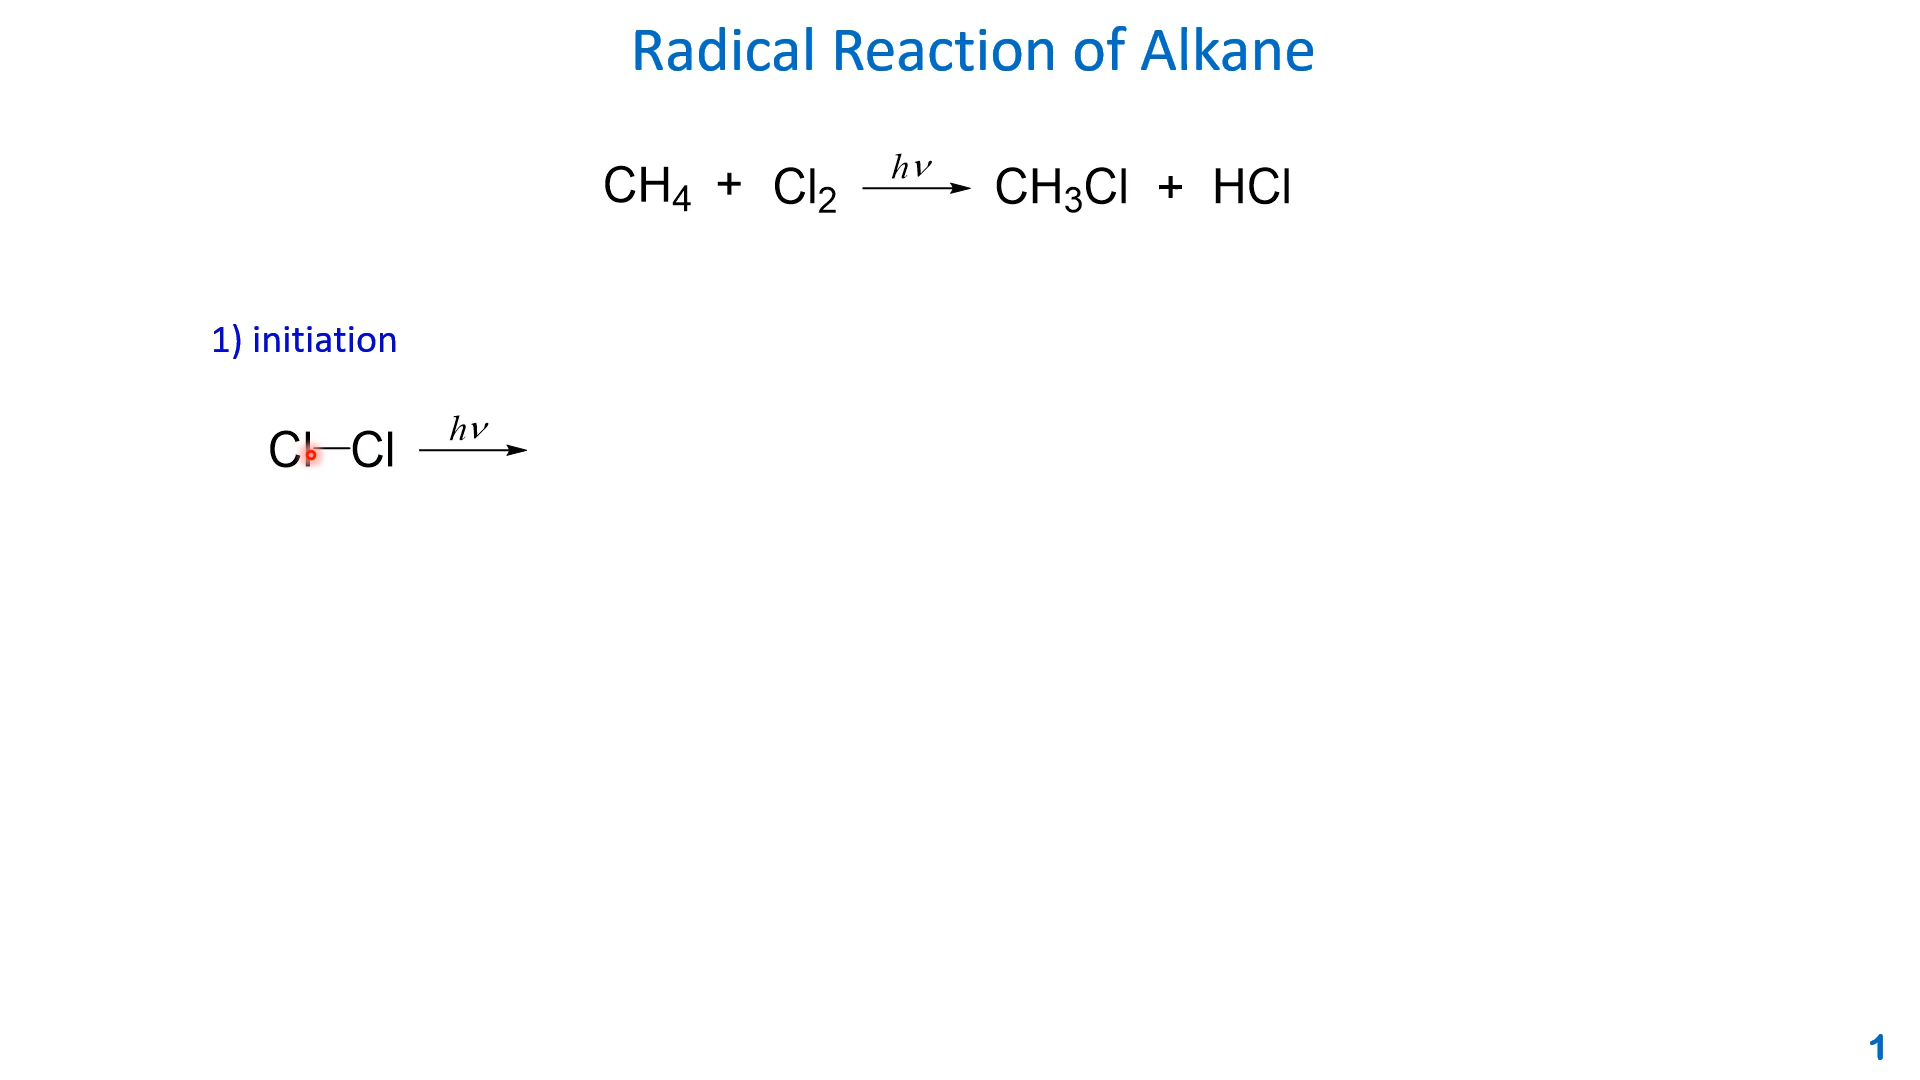 Radical Reaction of Alkane
CH₄ + Cl₂ hν CH₃Cl + HCl
1) initiation
Cl—Cl hν
1